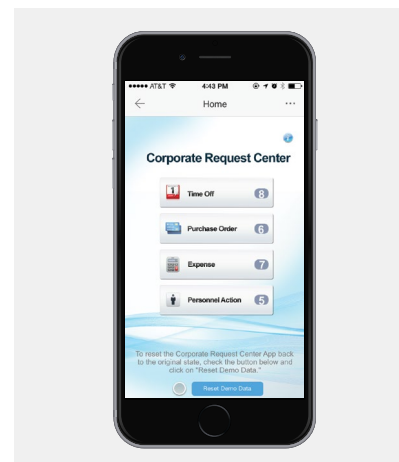 AT&T 4:43 PM
Home
Corporate Request Center
1 Time Off 8
Purchase Order 6
Expense 7
Personnel Action 5
To reset the Corporate Request Center App back
to the original state, check the button below and
click on "Reset Demo Data."
Reset Demo Data